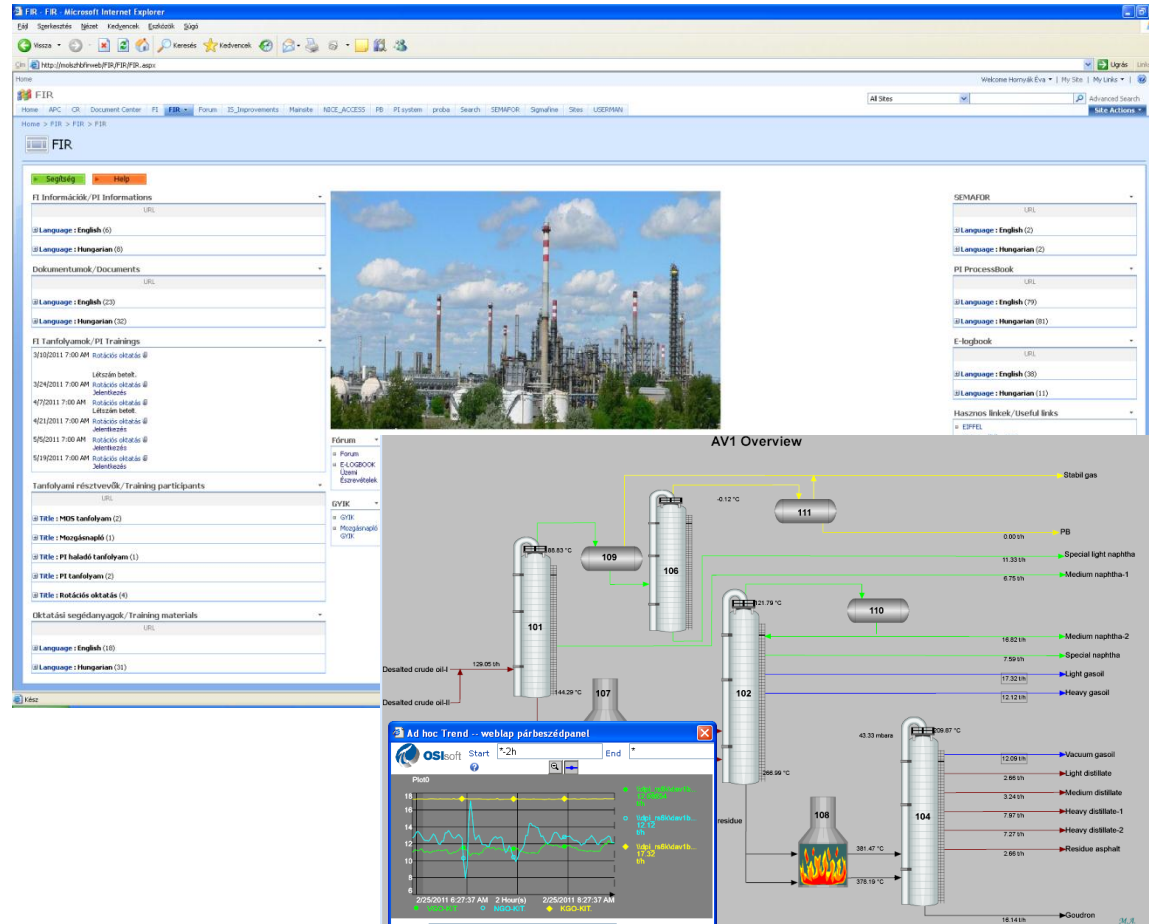 FIR - FIR - Microsoft Internet Explorer
Fájl Szerkesztés Nézet Kedvencek Eszközök Súgó
Vissza Keresés Kedvencek
Cím http://molszhbfirweb/FIR/FIR/FIR.aspx Ugrás
Home Welcome Hornyák Éva | My Site | My Links
FIR All Sites Advanced Search
Home APC CR Document Center FI FIR Forum IS_Improvements Mainsite NICE_ACCESS PB PI system proba Search SEMAFOR Sigmafine Sites USERMAN Site Actions
Home > FIR > FIR > FIR
FIR
Segítség Help
FI Információk/PI Informations
URL
Language : English (6)
Language : Hungarian (8)
Dokumentumok/Documents
URL
Language : English (23)
Language : Hungarian (32)
FI Tanfolyamok/PI Trainings
3/10/2011 7:00 AM Rotációs oktatás
Létszám betelt.
3/24/2011 7:00 AM Rotációs oktatás
Jelentkezés
4/7/2011 7:00 AM Rotációs oktatás
Létszám betelt.
4/21/2011 7:00 AM Rotációs oktatás
Jelentkezés
5/5/2011 7:00 AM Rotációs oktatás
Jelentkezés
5/19/2011 7:00 AM Rotációs oktatás
Jelentkezés
Tanfolyami résztvevők/Training participants
URL
Title : MOS tanfolyam (2)
Title : Mozgásnapló (1)
Title : PI haladó tanfolyam (1)
Title : PI tanfolyam (2)
Title : Rotációs oktatás (4)
Oktatási segédanyagok/Training materials
URL
Language : English (18)
Language : Hungarian (31)
Kész
Fórum
Forum
E-LOGBOOK
Üzemi
Észrevételek
GYIK
GYIK
Mozgásnapló
GYIK
SEMAFOR
URL
Language : English (2)
Language : Hungarian (2)
PI ProcessBook
URL
Language : English (79)
Language : Hungarian (81)
E-logbook
URL
Language : English (38)
Language : Hungarian (11)
Hasznos linkek/Useful links
EIFFEL
AV1 Overview
Stabil gas
-0.12 °C
111
PB
0.00 t/h
88.83 °C
109
106
Special light naphtha
11.33 t/h
Medium naphtha-1
6.75 t/h
21.79 °C
110
101
Medium naphtha-2
16.82 t/h
Special naphtha
7.59 t/h
Desalted crude oil-I
129.05 t/h
Light gasoil
17.32 t/h
144.29 °C
107
102
Heavy gasoil
12.12 t/h
Desalted crude oil-II
43.33 mbara
209.87 °C
Vacuum gasoil
12.09 t/h
266.99 °C
Light distillate
2.66 t/h
Medium distillate
3.24 t/h
residue
108
104
Heavy distillate-1
7.97 t/h
Heavy distillate-2
7.27 t/h
381.47 °C
Residue asphalt
2.66 t/h
378.19 °C
Goudron
16.14 t/h
M.A.
Ad hoc Trend -- weblap párbeszédpanel
OSIsoft Start *-2h End *
Plot0
18
16
14
12
10
8
6
12.12
t/h
17.32
t/h
2/25/2011 6:27:37 AM 2 Hour(s) 2/25/2011 8:27:37 AM
VGO-KIT. NGO-KIT. KGO-KIT.